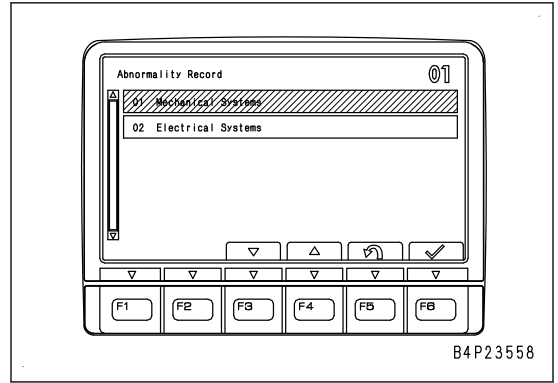 Abnormality Record 01
01 Mechanical Systems
02 Electrical Systems
F1 F2 F3 F4 F5 F6
B4P23558